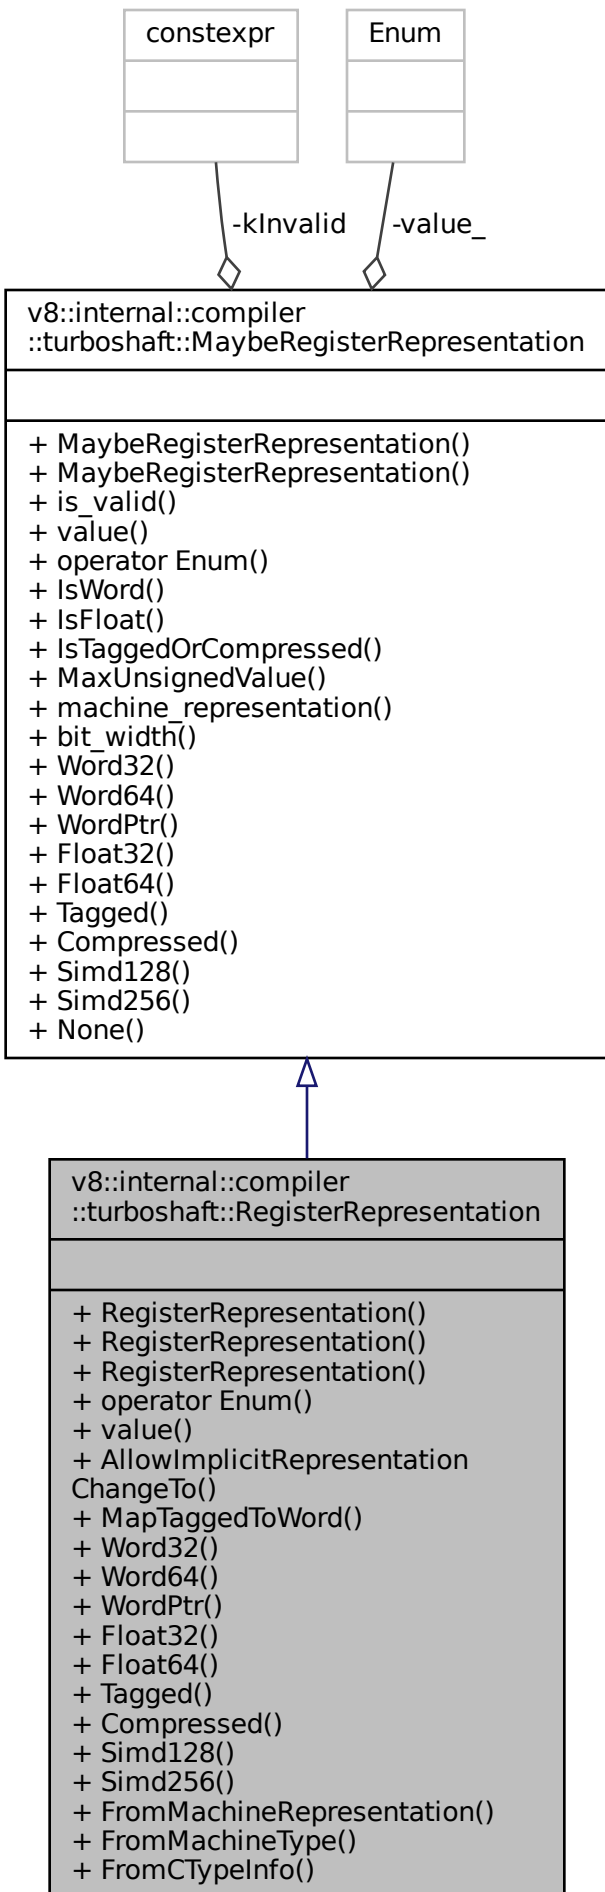 constexpr
Enum
-kInvalid
-value_
v8::internal::compiler
::turboshaft::MaybeRegisterRepresentation
+ MaybeRegisterRepresentation()
+ MaybeRegisterRepresentation()
+ is_valid()
+ value()
+ operator Enum()
+ IsWord()
+ IsFloat()
+ IsTaggedOrCompressed()
+ MaxUnsignedValue()
+ machine_representation()
+ bit_width()
+ Word32()
+ Word64()
+ WordPtr()
+ Float32()
+ Float64()
+ Tagged()
+ Compressed()
+ Simd128()
+ Simd256()
+ None()
v8::internal::compiler
::turboshaft::RegisterRepresentation
+ RegisterRepresentation()
+ RegisterRepresentation()
+ RegisterRepresentation()
+ operator Enum()
+ value()
+ AllowImplicitRepresentation
ChangeTo()
+ MapTaggedToWord()
+ Word32()
+ Word64()
+ WordPtr()
+ Float32()
+ Float64()
+ Tagged()
+ Compressed()
+ Simd128()
+ Simd256()
+ FromMachineRepresentation()
+ FromMachineType()
+ FromCTypeInfo()